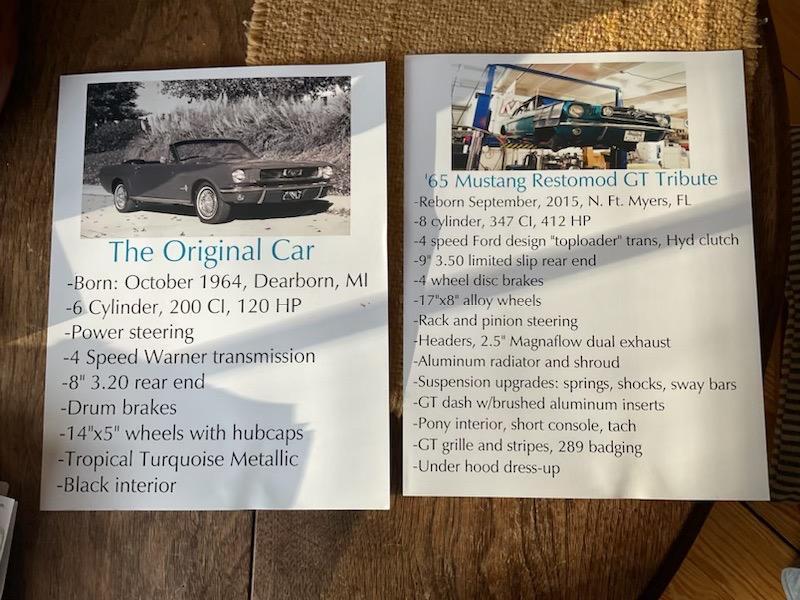 The Original Car
-Born: October 1964, Dearborn, MI
-6 Cylinder, 200 CI, 120 HP
-Power steering
-4 Speed Warner transmission
-8" 3.20 rear end
-Drum brakes
-14"x5" wheels with hubcaps
-Tropical Turquoise Metallic
-Black interior
'65 Mustang Restomod GT Tribute
-Reborn September, 2015, N. Ft. Myers, FL
-8 cylinder, 347 CI, 412 HP
-4 speed Ford design "toploader" trans, Hyd clutch
-9" 3.50 limited slip rear end
-4 wheel disc brakes
-17"x8" alloy wheels
-Rack and pinion steering
-Headers, 2.5" Magnaflow dual exhaust
-Aluminum radiator and shroud
-Suspension upgrades: springs, shocks, sway bars
-GT dash w/brushed aluminum inserts
-Pony interior, short console, tach
-GT grille and stripes, 289 badging
-Under hood dress-up